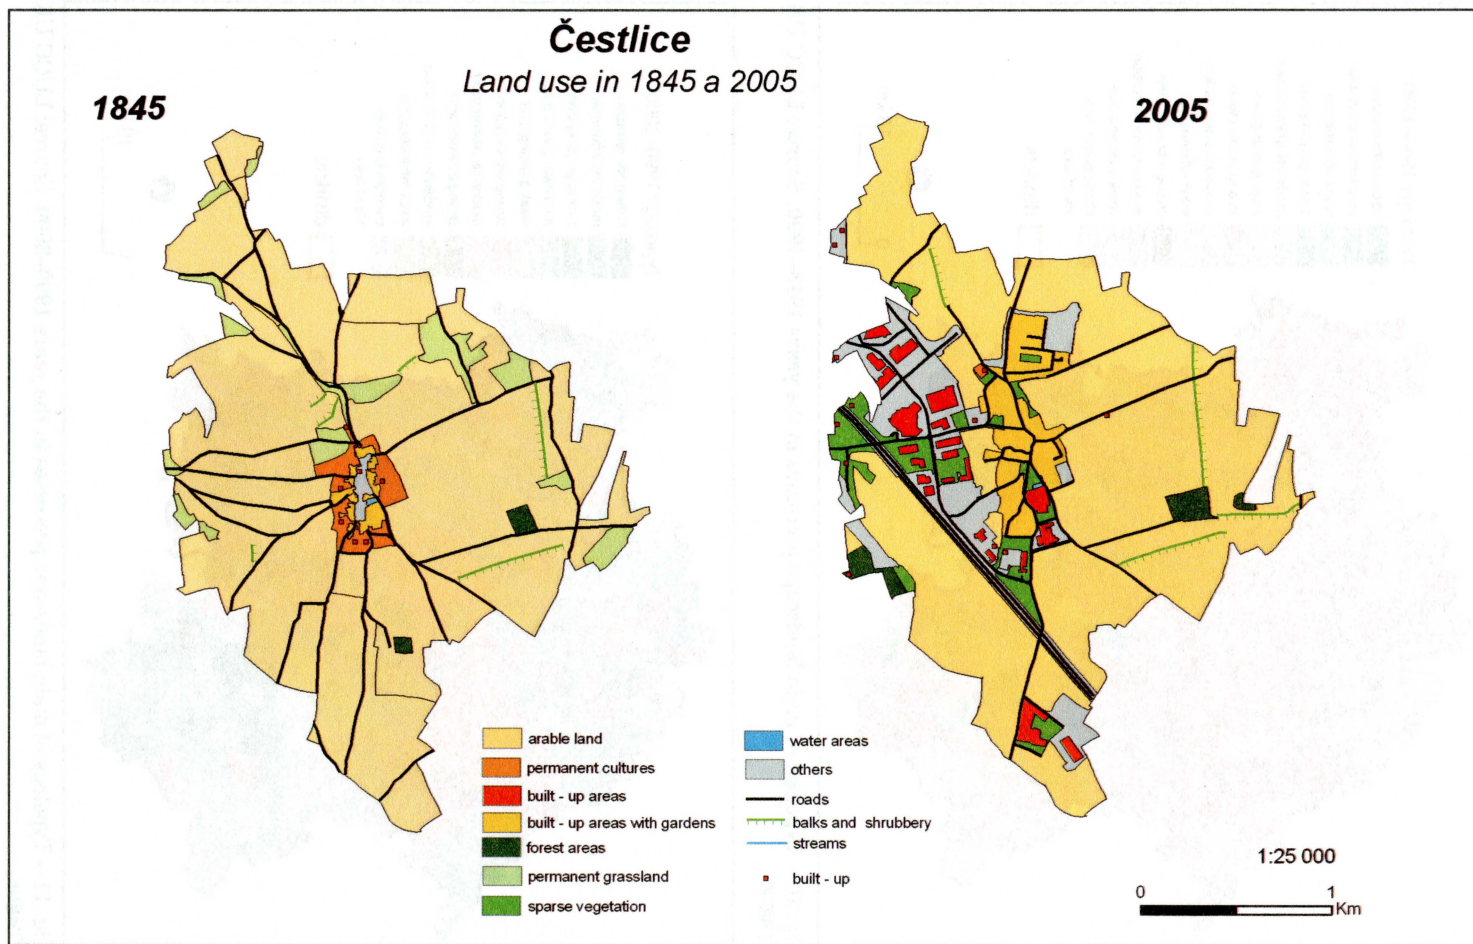 Čestlice
Land use in 1845 a 2005
1845
2005
arable land
permanent cultures
built - up areas
built - up areas with gardens
forest areas
permanent grassland
sparse vegetation
water areas
others
roads
balks and shrubbery
streams
built - up
1:25 000
0 1
Km